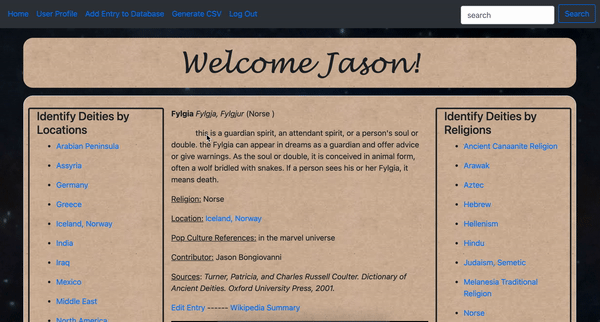 Home User Profile Add Entry to Database Generate CSV Log Out search Search
Welcome Jason!
Identify Deities by
Locations
Arabian Peninsula
Assyria
Germany
Greece
Iceland, Norway
India
Iraq
Mexico
Middle East
North America
Fylgia Fylgja, Fylgjur (Norse )
this is a guardian spirit, an attendant spirit, or a person's soul or
double. the Fylgia can appear in dreams as a guardian and offer advice
or give warnings. As the soul or double, it is conceived in animal form,
often a wolf bridled with snakes. If a person sees his or her Fylgia, it
means death.
Religion: Norse
Location: Iceland, Norway
Pop Culture References: in the marvel universe
Contributor: Jason Bongiovanni
Sources: Turner, Patricia, and Charles Russell Coulter. Dictionary of
Ancient Deities. Oxford University Press, 2001.
Edit Entry ------ Wikipedia Summary
Identify Deities by
Religions
Ancient Canaanite Religion
Arawak
Aztec
Hebrew
Hellenism
Hindu
Judaism, Semetic
Melanesia Traditional
Religion
Norse